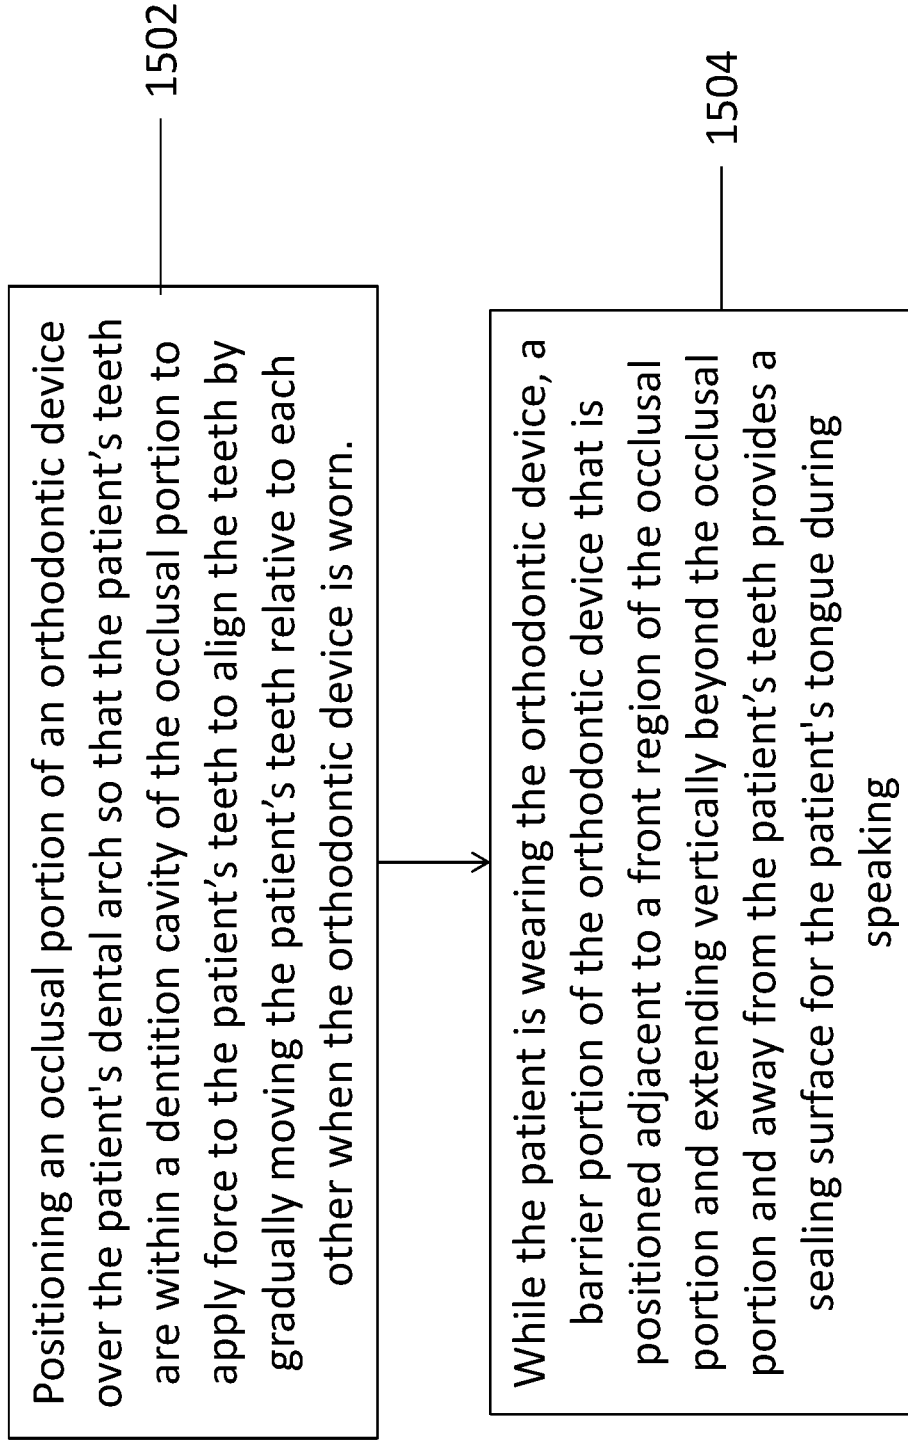 Positioning an occlusal portion of an orthodontic device
over the patient's dental arch so that the patient’s teeth
are within a dentition cavity of the occlusal portion to
apply force to the patient’s teeth to align the teeth by
gradually moving the patient’s teeth relative to each
other when the orthodontic device is worn.
1502
While the patient is wearing the orthodontic device, a
barrier portion of the orthodontic device that is
positioned adjacent to a front region of the occlusal
portion and extending vertically beyond the occlusal
portion and away from the patient’s teeth provides a
sealing surface for the patient's tongue during
speaking
1504